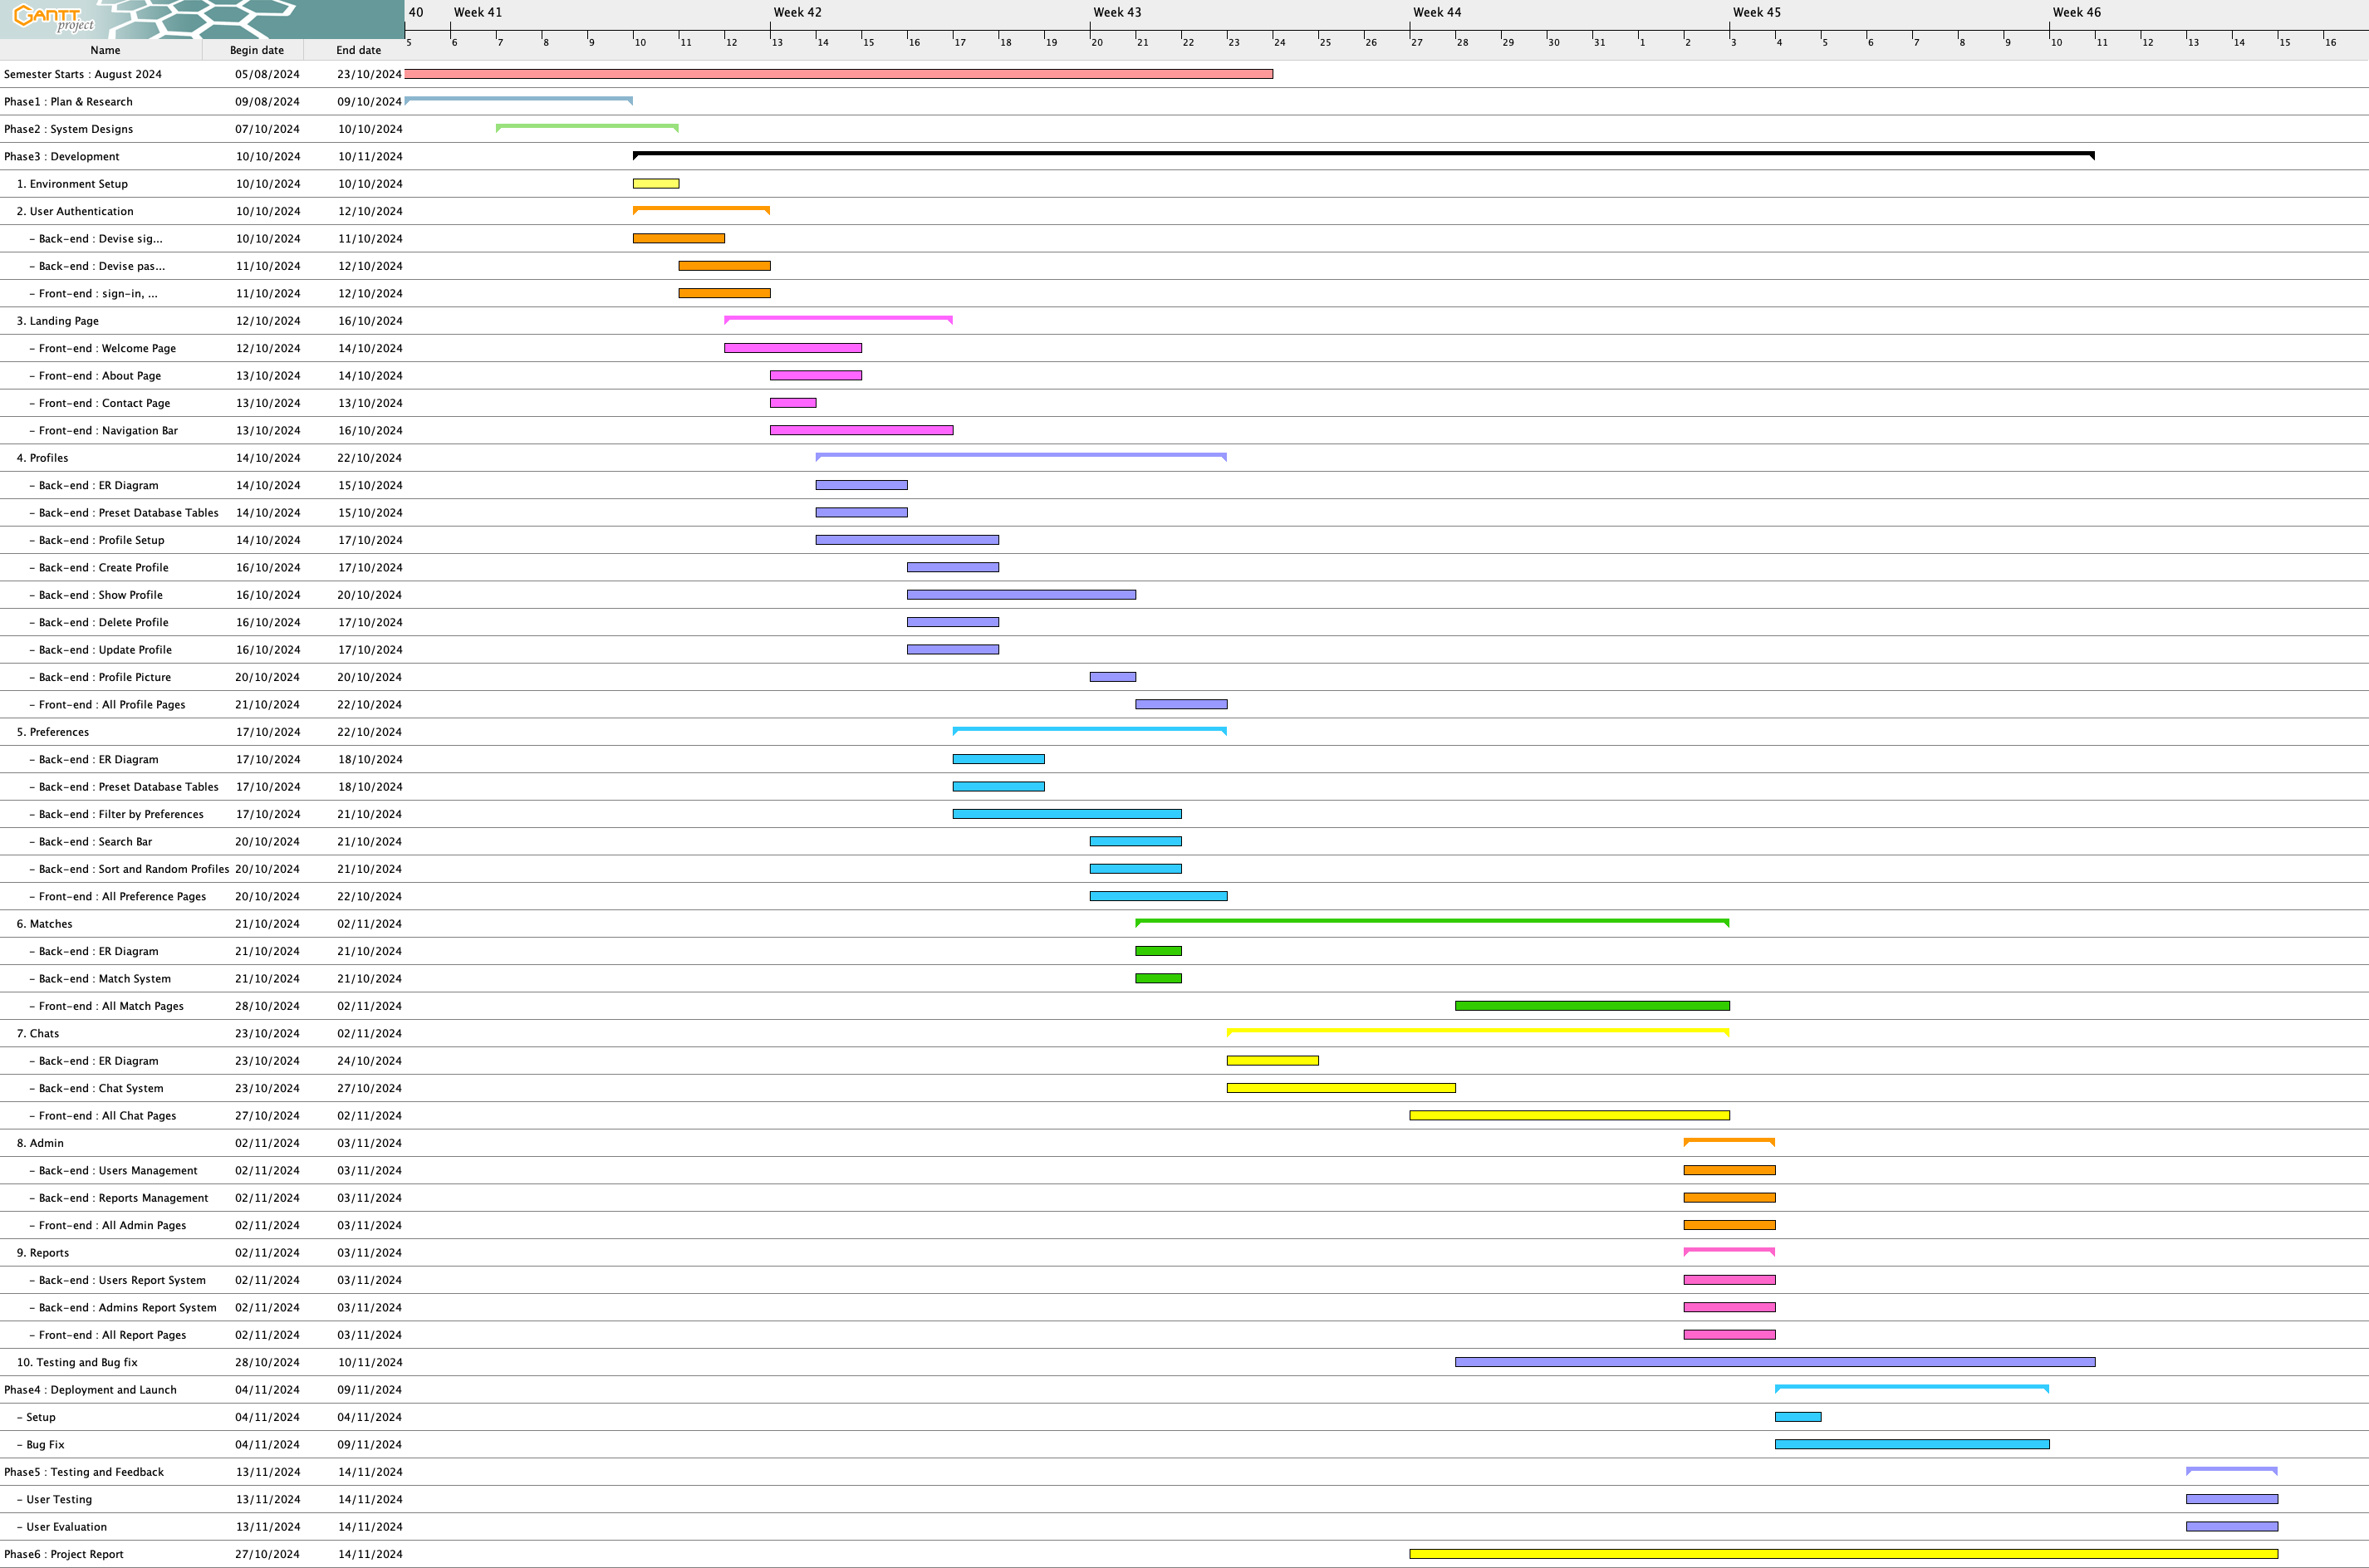 GANTT project
40 Week 41 Week 42 Week 43 Week 44 Week 45 Week 46
5 6 7 8 9 10 11 12 13 14 15 16 17 18 19 20 21 22 23 24 25 26 27 28 29 30 31 1 2 3 4 5 6 7 8 9 10 11 12 13 14 15 16
Name Begin date End date
Semester Starts : August 2024 05/08/2024 23/10/2024
Phase1 : Plan & Research 09/08/2024 09/10/2024
Phase2 : System Designs 07/10/2024 10/10/2024
Phase3 : Development 10/10/2024 10/11/2024
1. Environment Setup 10/10/2024 10/10/2024
2. User Authentication 10/10/2024 12/10/2024
- Back-end : Devise sig... 10/10/2024 11/10/2024
- Back-end : Devise pas... 11/10/2024 12/10/2024
- Front-end : sign-in, ... 11/10/2024 12/10/2024
3. Landing Page 12/10/2024 16/10/2024
- Front-end : Welcome Page 12/10/2024 14/10/2024
- Front-end : About Page 13/10/2024 14/10/2024
- Front-end : Contact Page 13/10/2024 13/10/2024
- Front-end : Navigation Bar 13/10/2024 16/10/2024
4. Profiles 14/10/2024 22/10/2024
- Back-end : ER Diagram 14/10/2024 15/10/2024
- Back-end : Preset Database Tables 14/10/2024 15/10/2024
- Back-end : Profile Setup 14/10/2024 17/10/2024
- Back-end : Create Profile 16/10/2024 17/10/2024
- Back-end : Show Profile 16/10/2024 20/10/2024
- Back-end : Delete Profile 16/10/2024 17/10/2024
- Back-end : Update Profile 16/10/2024 17/10/2024
- Back-end : Profile Picture 20/10/2024 20/10/2024
- Front-end : All Profile Pages 21/10/2024 22/10/2024
5. Preferences 17/10/2024 22/10/2024
- Back-end : ER Diagram 17/10/2024 18/10/2024
- Back-end : Preset Database Tables 17/10/2024 18/10/2024
- Back-end : Filter by Preferences 17/10/2024 21/10/2024
- Back-end : Search Bar 20/10/2024 21/10/2024
- Back-end : Sort and Random Profiles 20/10/2024 21/10/2024
- Front-end : All Preference Pages 20/10/2024 22/10/2024
6. Matches 21/10/2024 02/11/2024
- Back-end : ER Diagram 21/10/2024 21/10/2024
- Back-end : Match System 21/10/2024 21/10/2024
- Front-end : All Match Pages 28/10/2024 02/11/2024
7. Chats 23/10/2024 02/11/2024
- Back-end : ER Diagram 23/10/2024 24/10/2024
- Back-end : Chat System 23/10/2024 27/10/2024
- Front-end : All Chat Pages 27/10/2024 02/11/2024
8. Admin 02/11/2024 03/11/2024
- Back-end : Users Management 02/11/2024 03/11/2024
- Back-end : Reports Management 02/11/2024 03/11/2024
- Front-end : All Admin Pages 02/11/2024 03/11/2024
9. Reports 02/11/2024 03/11/2024
- Back-end : Users Report System 02/11/2024 03/11/2024
- Back-end : Admins Report System 02/11/2024 03/11/2024
- Front-end : All Report Pages 02/11/2024 03/11/2024
10. Testing and Bug fix 28/10/2024 10/11/2024
Phase4 : Deployment and Launch 04/11/2024 09/11/2024
- Setup 04/11/2024 04/11/2024
- Bug Fix 04/11/2024 09/11/2024
Phase5 : Testing and Feedback 13/11/2024 14/11/2024
- User Testing 13/11/2024 14/11/2024
- User Evaluation 13/11/2024 14/11/2024
Phase6 : Project Report 27/10/2024 14/11/2024